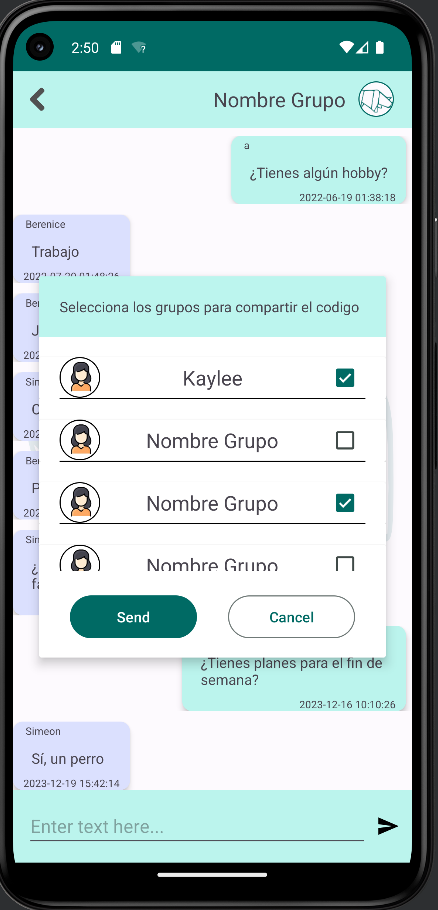 2:50
Nombre Grupo
a
¿Tienes algún hobby?
2022-06-19 01:38:18
Berenice
Trabajo
Selecciona los grupos para compartir el codigo
Kaylee
Nombre Grupo
Nombre Grupo
Nombre Grupo
Send
Cancel
¿Tienes planes para el fin de
semana?
2023-12-16 10:10:26
Simeon
Sí, un perro
2023-12-19 15:42:14
Enter text here...